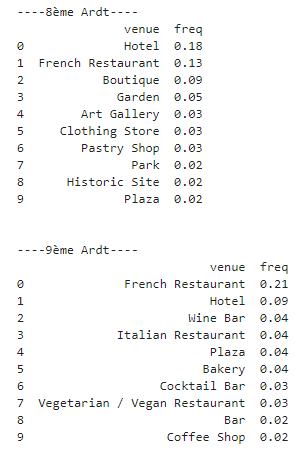 ----8ème Ardt----
venue freq
0 Hotel 0.18
1 French Restaurant 0.13
2 Boutique 0.09
3 Garden 0.05
4 Art Gallery 0.03
5 Clothing Store 0.03
6 Pastry Shop 0.03
7 Park 0.02
8 Historic Site 0.02
9 Plaza 0.02
----9ème Ardt----
venue freq
0 French Restaurant 0.21
1 Hotel 0.09
2 Wine Bar 0.04
3 Italian Restaurant 0.04
4 Plaza 0.04
5 Bakery 0.04
6 Cocktail Bar 0.03
7 Vegetarian / Vegan Restaurant 0.03
8 Bar 0.02
9 Coffee Shop 0.02